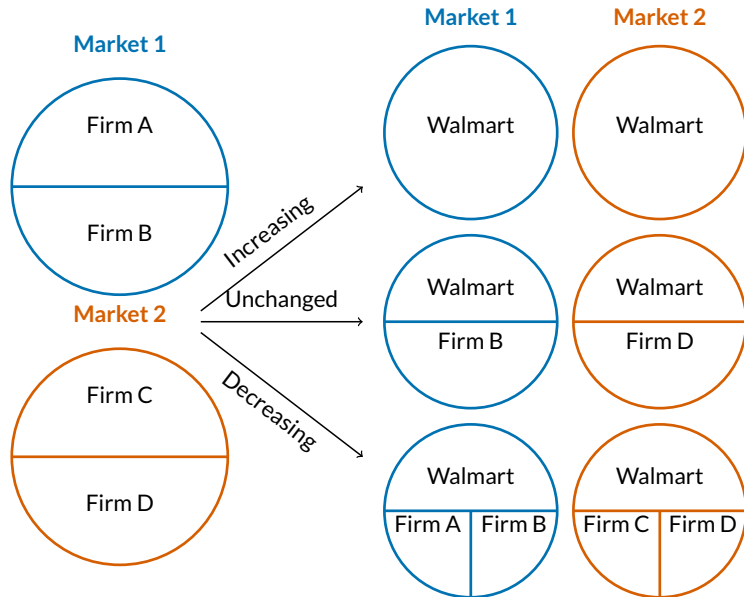 Market 1
Firm A
Firm B
Market 2
Firm C
Firm D
Increasing
Unchanged
Decreasing
Market 1 Market 2
Walmart Walmart
Walmart Walmart
Firm B Firm D
Walmart Walmart
Firm A Firm B Firm C Firm D